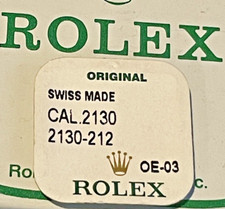 ROLEX
ORIGINAL
SWISS MADE
CAL.2130
2130-212
OE-03
ROLEX